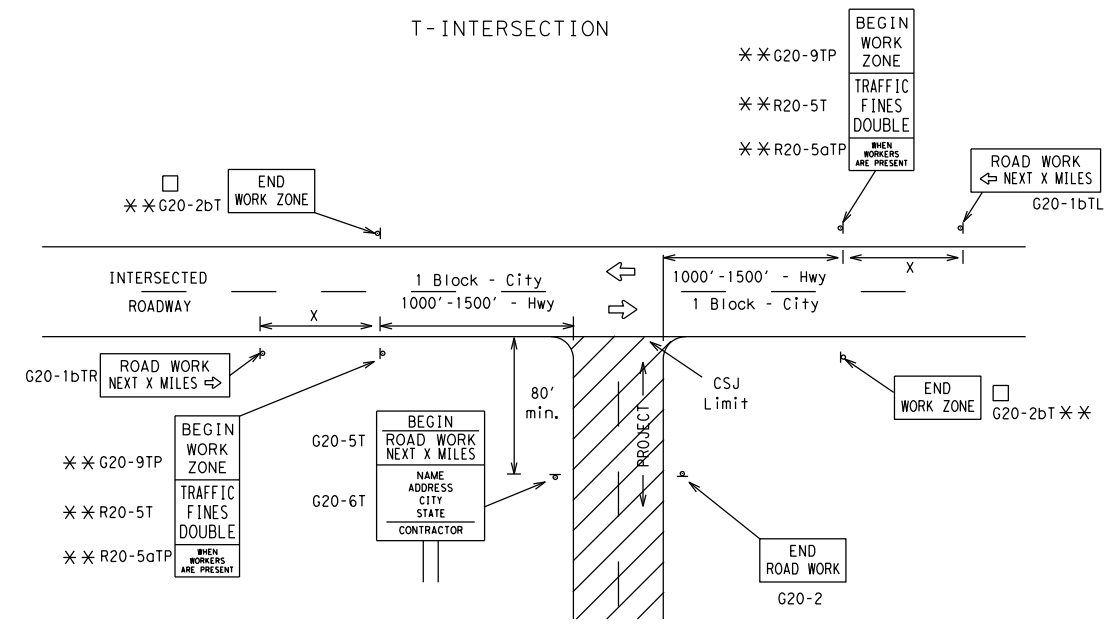 T-INTERSECTION
✳✳G20-9TP
BEGIN
WORK
ZONE
✳✳R20-5T
TRAFFIC
FINES
DOUBLE
✳✳R20-5aTP
WHEN
WORKERS
ARE PRESENT
ROAD WORK
⇦ NEXT X MILES
G20-1bTL
□
✳✳G20-2bT
END
WORK ZONE
INTERSECTED
ROADWAY
1 Block - City
1000'-1500' - Hwy
1000'-1500' - Hwy
1 Block - City
X
X
G20-1bTR
ROAD WORK
NEXT X MILES ⇨
80'
min.
CSJ
Limit
PROJECT
END
WORK ZONE
□
G20-2bT ✳✳
✳✳G20-9TP
BEGIN
WORK
ZONE
✳✳R20-5T
TRAFFIC
FINES
DOUBLE
✳✳R20-5aTP
WHEN
WORKERS
ARE PRESENT
G20-5T
BEGIN
ROAD WORK
NEXT X MILES
G20-6T
NAME
ADDRESS
CITY
STATE
CONTRACTOR
END
ROAD WORK
G20-2